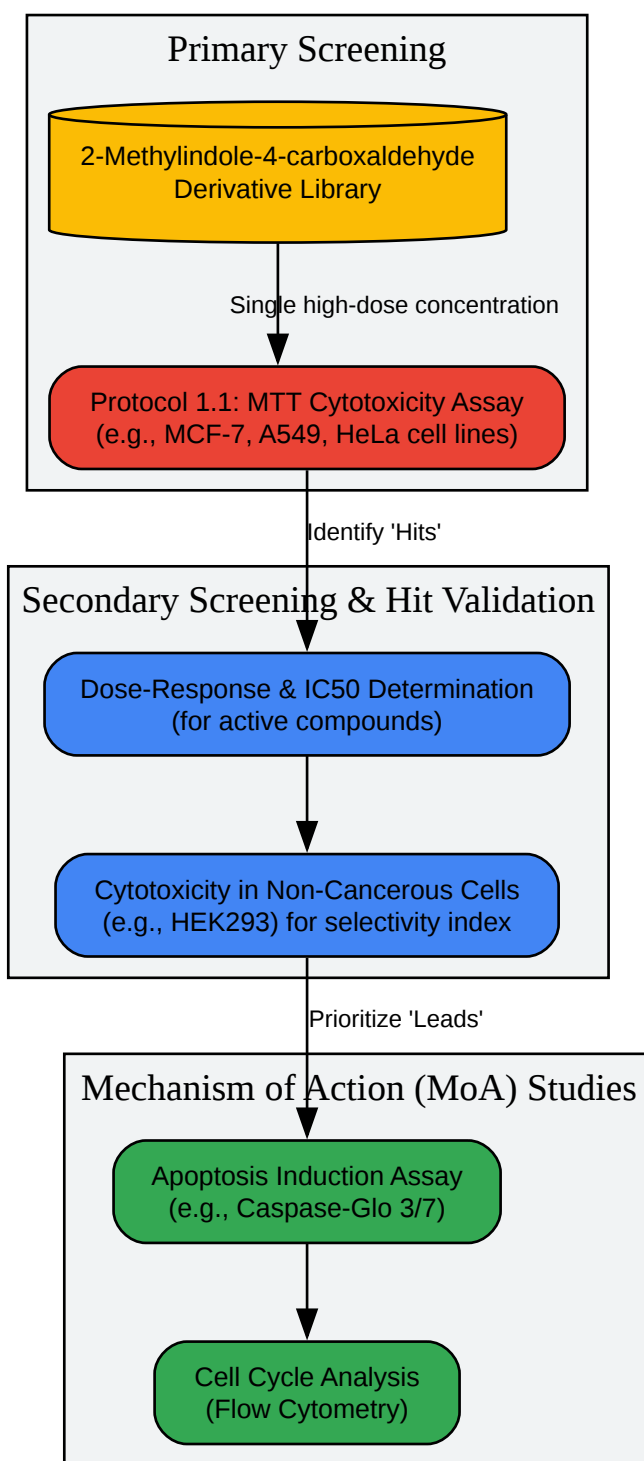 Primary Screening
2-Methylindole-4-carboxaldehyde
Derivative Library
Single high-dose concentration
Protocol 1.1: MTT Cytotoxicity Assay
(e.g., MCF-7, A549, HeLa cell lines)
Identify 'Hits'
Secondary Screening & Hit Validation
Dose-Response & IC50 Determination
(for active compounds)
Cytotoxicity in Non-Cancerous Cells
(e.g., HEK293) for selectivity index
Prioritize 'Leads'
Mechanism of Action (MoA) Studies
Apoptosis Induction Assay
(e.g., Caspase-Glo 3/7)
Cell Cycle Analysis
(Flow Cytometry)